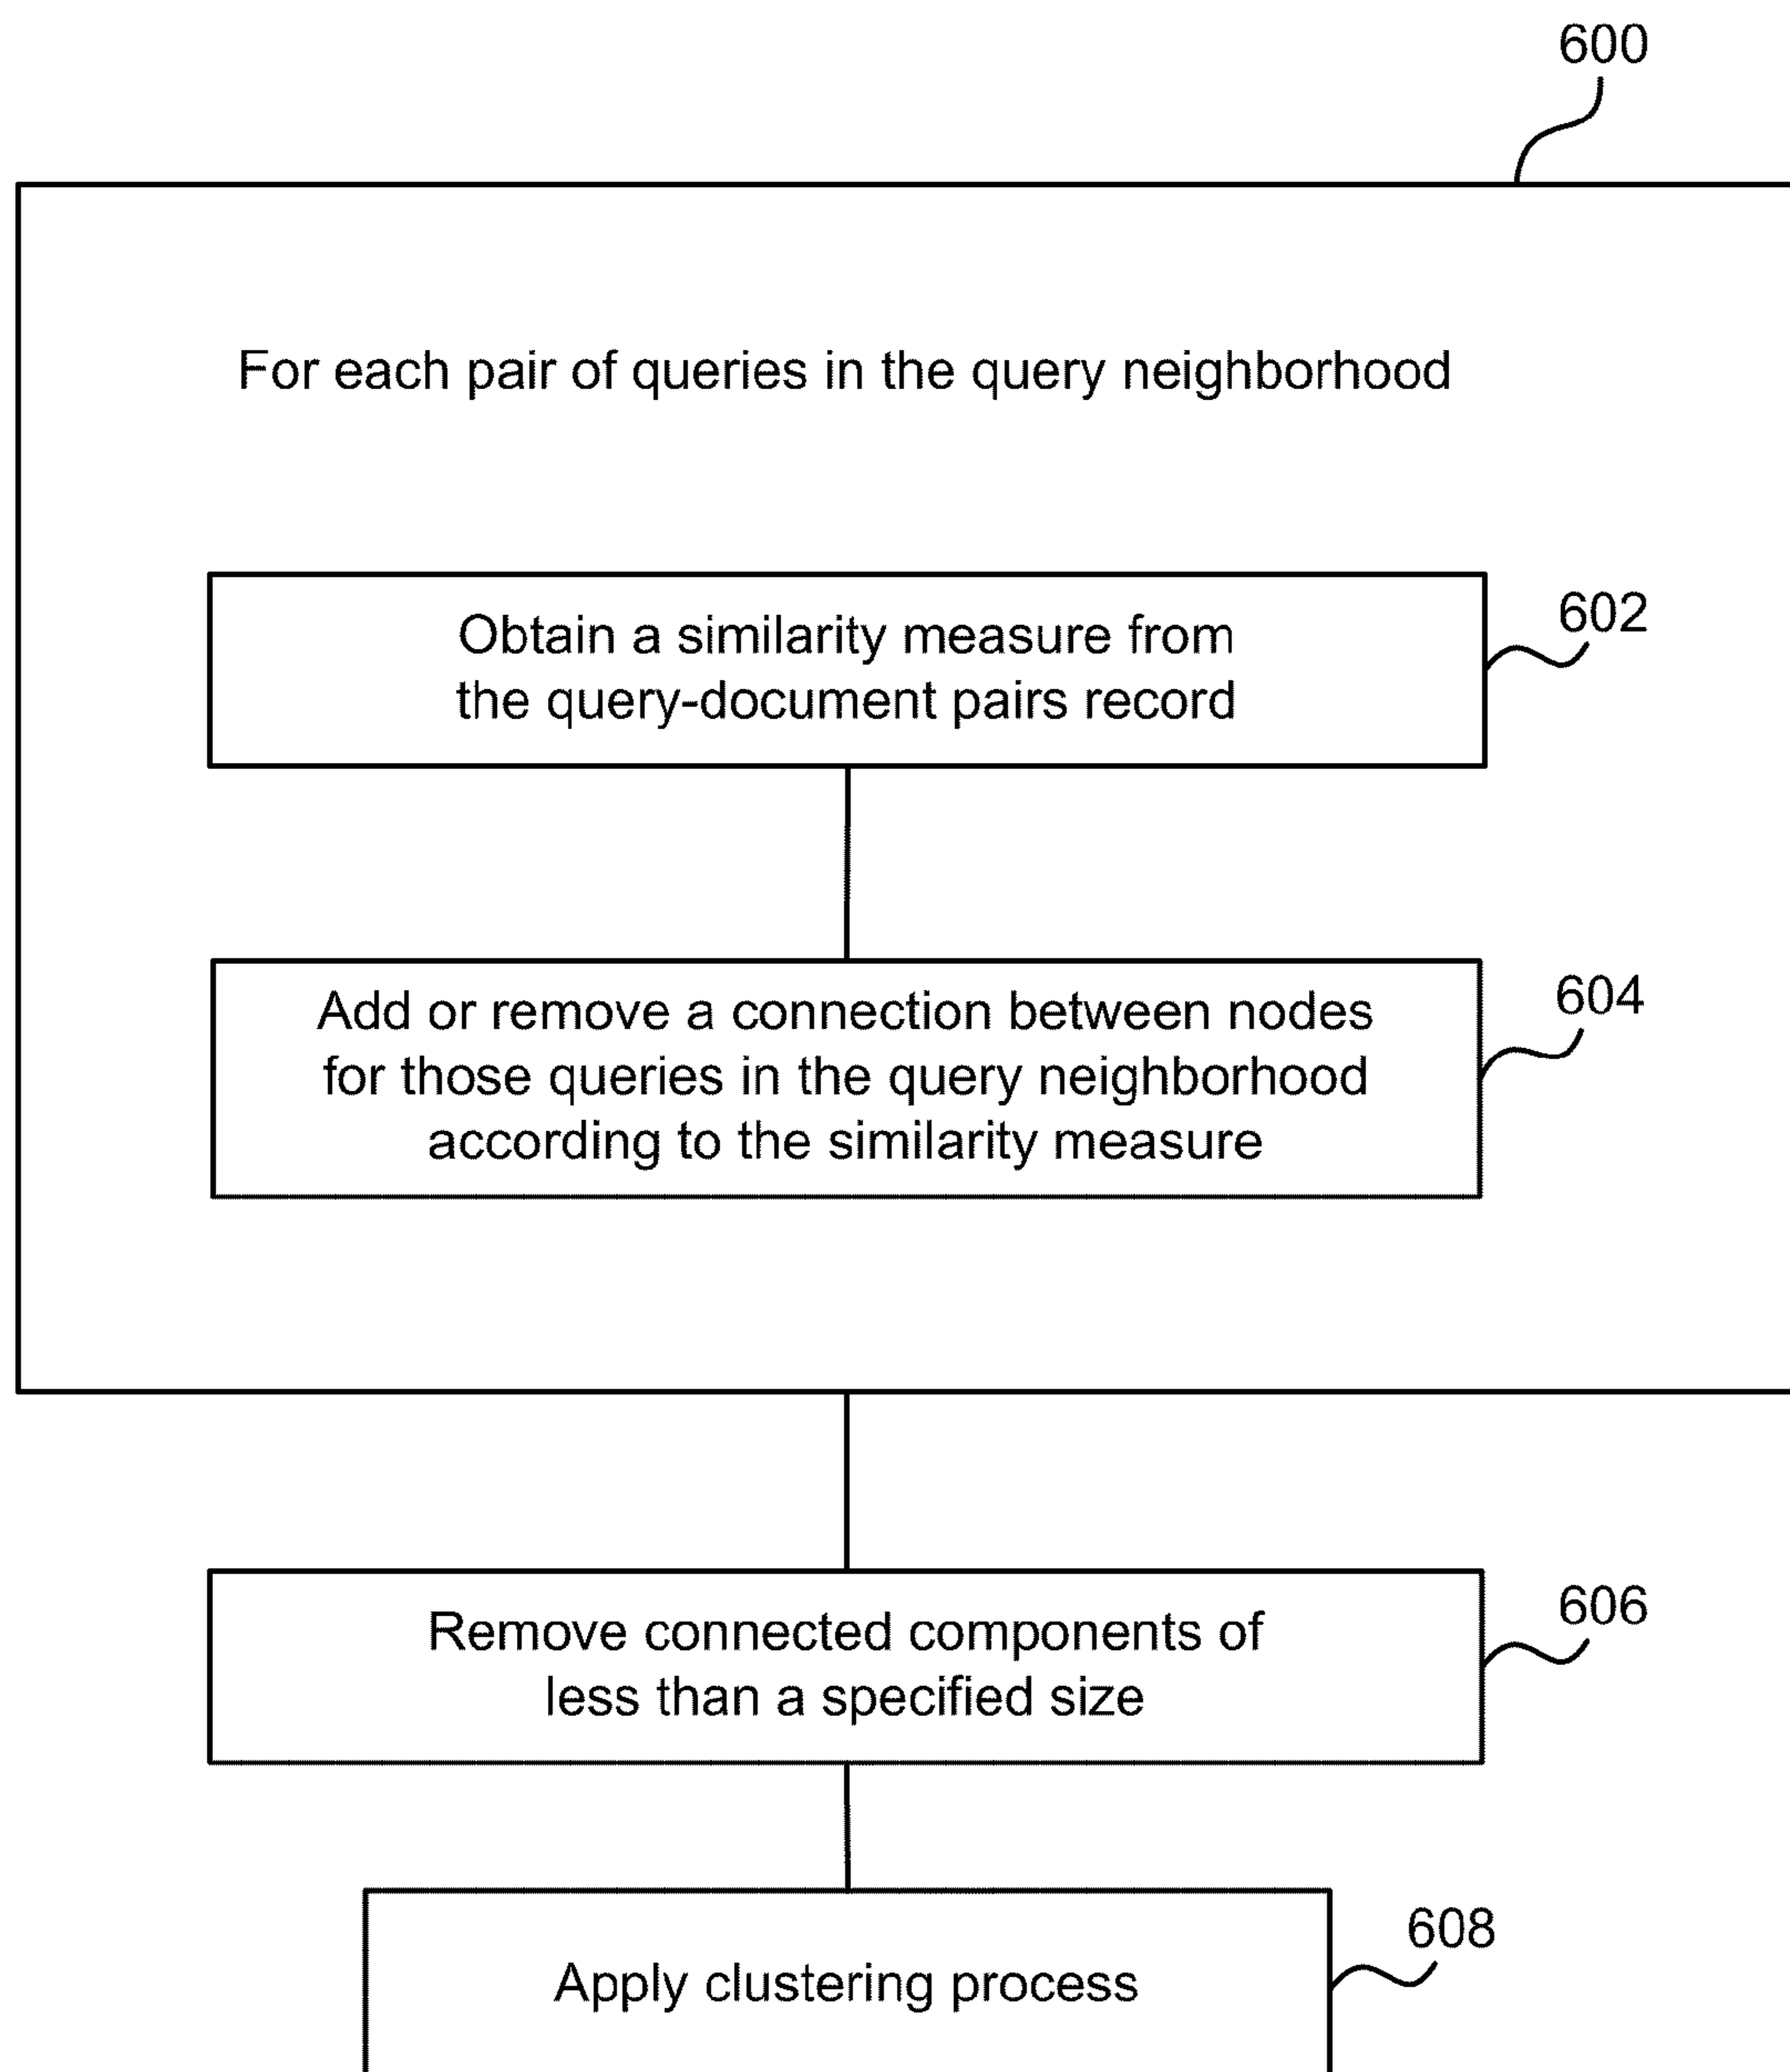 600
For each pair of queries in the query neighborhood
Obtain a similarity measure from
the query-document pairs record
602
Add or remove a connection between nodes
for those queries in the query neighborhood
according to the similarity measure
604
Remove connected components of
less than a specified size
606
Apply clustering process
608